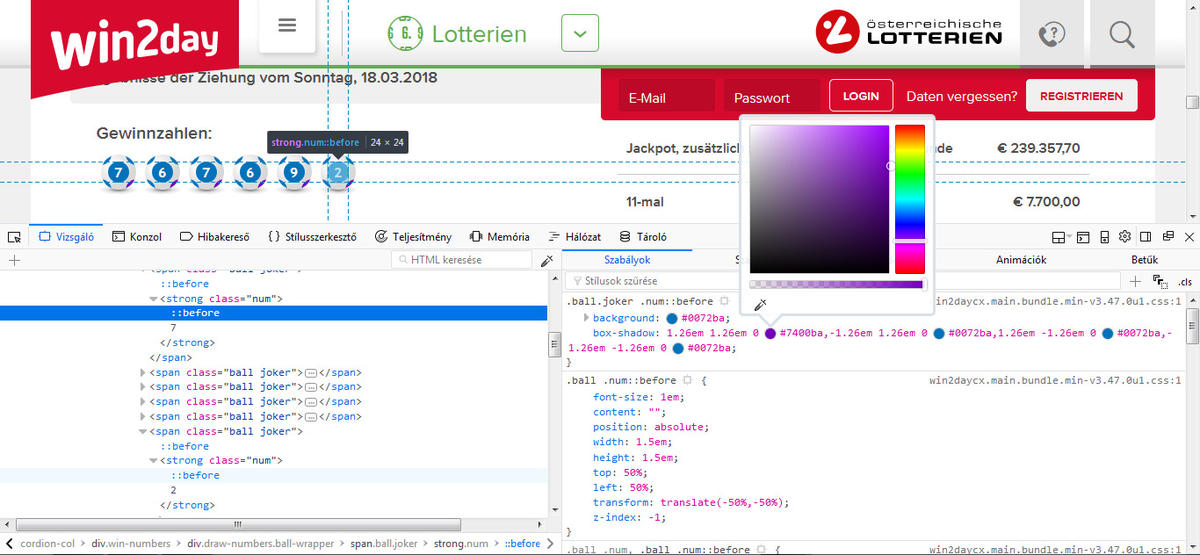 win2day
6 6. 9
Lotterien
österreichische
LOTTERIEN
bnisse der Ziehung vom Sonntag, 18.03.2018
E-Mail
Passwort
LOGIN
Daten vergessen?
REGISTRIEREN
Gewinnzahlen:
strong.num::before 24 × 24
7 6 7 6 9 2
Jackpot, zusätzlic
de
€ 239.357,70
11-mal
€ 7.700,00
Vizsgáló
Konzol
Hibakereső
{ } Stílusszerkesztő
Teljesítmény
Memória
Hálózat
Tároló
HTML keresése
Szabályok
Animációk
Betűk
Stílusok szűrése
.cls
<span class="ball joker">
::before
<strong class="num">
::before
7
</strong>
</span>
<span class="ball joker"></span>
<span class="ball joker"></span>
<span class="ball joker"></span>
<span class="ball joker"></span>
<span class="ball joker">
::before
<strong class="num">
::before
2
</strong>
.ball.joker .num::before
in2daycx.main.bundle.min-v3.47.0u1.css:1
background: #0072ba;
box-shadow: 1.26em 1.26em 0 #7400ba,-1.26em 1.26em 0 #0072ba,1.26em -1.26em 0 #0072ba,-
1.26em -1.26em 0 #0072ba;
}
.ball .num::before {
win2daycx.main.bundle.min-v3.47.0u1.css:1
font-size: 1em;
content: "";
position: absolute;
width: 1.5em;
height: 1.5em;
top: 50%;
left: 50%;
transform: translate(-50%,-50%);
z-index: -1;
}
.ball .num, .ball .num::before {
win2daycx.main.bundle.min-v3.47.0u1.css:1
cordion-col > div.win-numbers > div.draw-numbers.ball-wrapper > span.ball.joker > strong.num > ::before